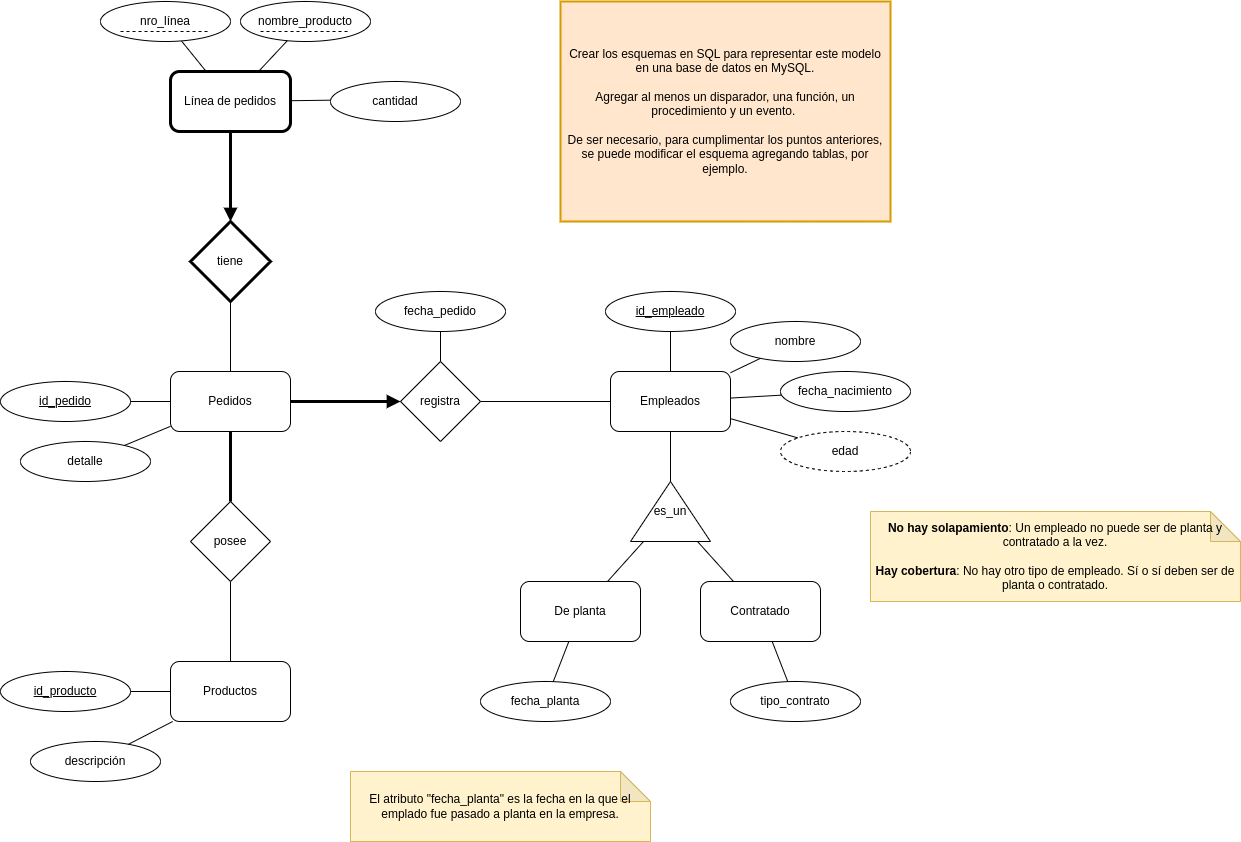 nro_línea
nombre_producto
Línea de pedidos
cantidad
Crear los esquemas en SQL para representar este modelo
en una base de datos en MySQL.
Agregar al menos un disparador, una función, un
procedimiento y un evento.
De ser necesario, para cumplimentar los puntos anteriores,
se puede modificar el esquema agregando tablas, por
ejemplo.
tiene
fecha_pedido
id_empleado
nombre
id_pedido
Pedidos
registra
Empleados
fecha_nacimiento
detalle
edad
es_un
posee
No hay solapamiento: Un empleado no puede ser de planta y
contratado a la vez.
Hay cobertura: No hay otro tipo de empleado. Sí o sí deben ser de
planta o contratado.
De planta
Contratado
id_producto
Productos
fecha_planta
tipo_contrato
descripción
El atributo "fecha_planta" es la fecha en la que el
emplado fue pasado a planta en la empresa.